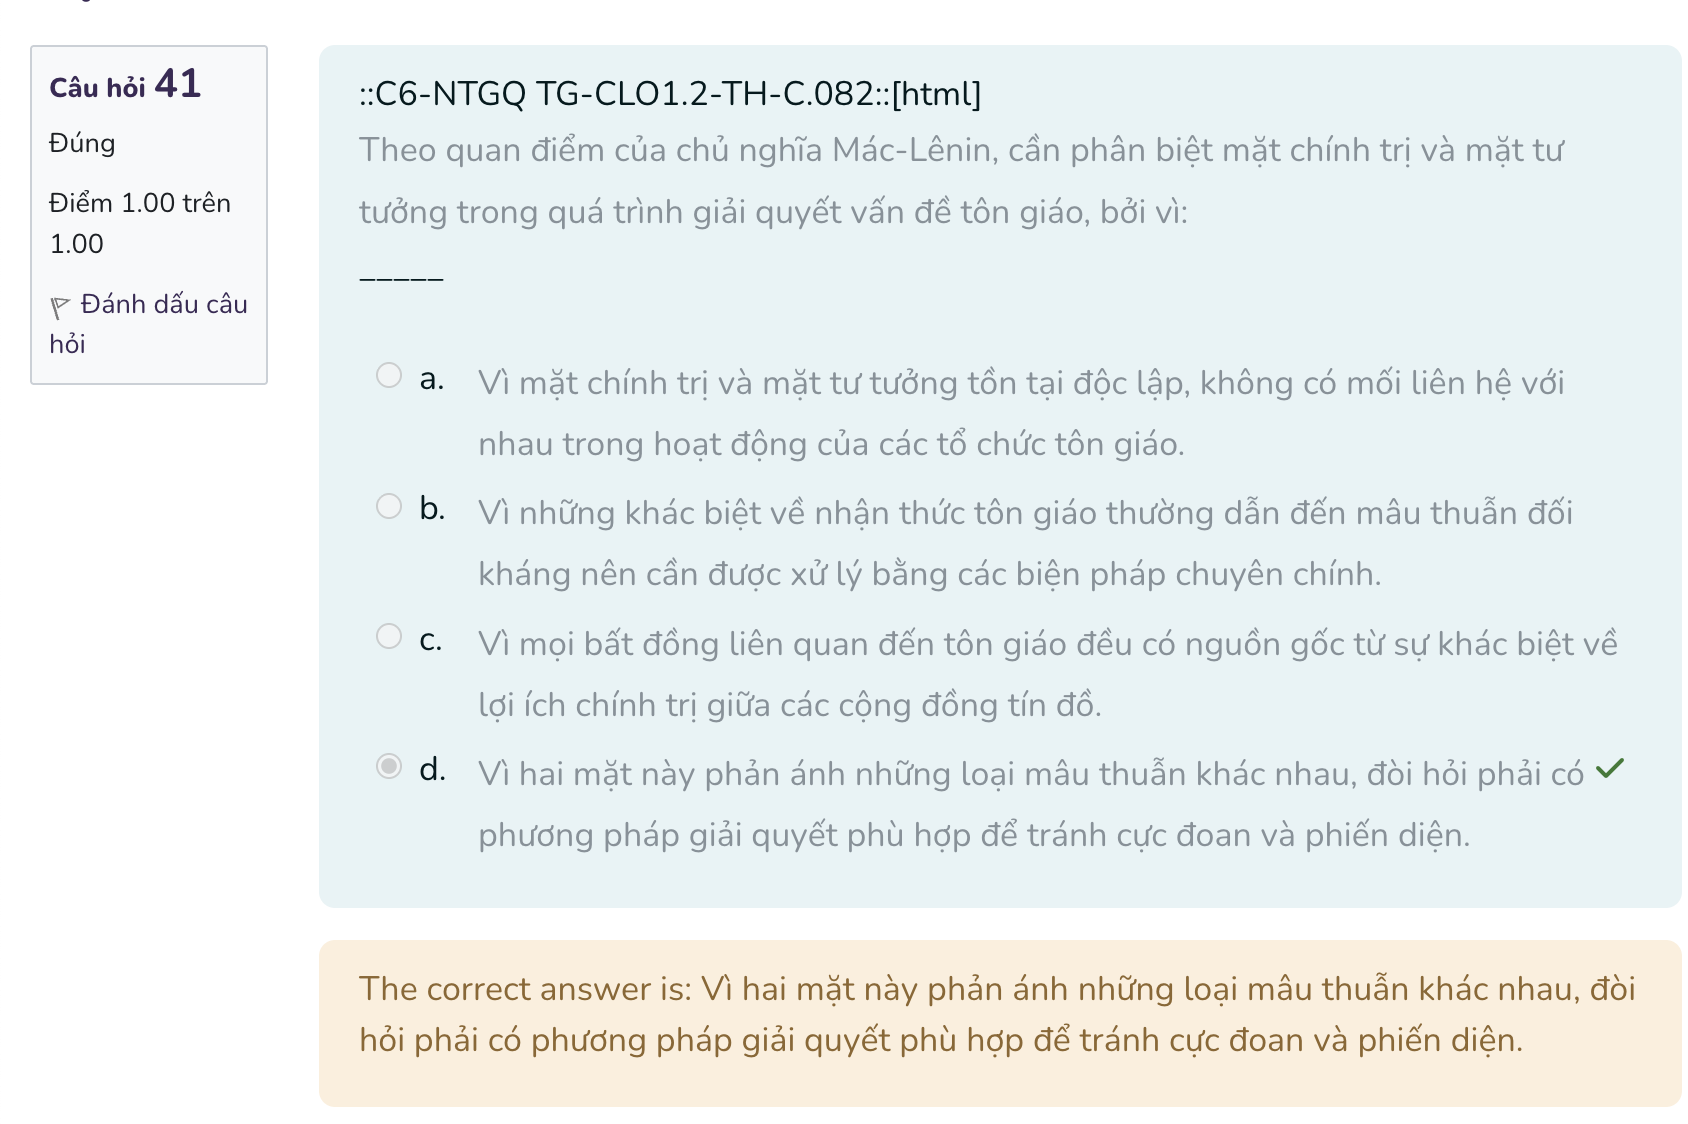 Câu hỏi 41
Đúng
Điểm 1.00 trên
1.00
Đánh dấu câu
hỏi
::C6-NTGQ TG-CLO1.2-TH-C.082::[html]
Theo quan điểm của chủ nghĩa Mác-Lênin, cần phân biệt mặt chính trị và mặt tư
tưởng trong quá trình giải quyết vấn đề tôn giáo, bởi vì:
_____
a. Vì mặt chính trị và mặt tư tưởng tồn tại độc lập, không có mối liên hệ với
nhau trong hoạt động của các tổ chức tôn giáo.
b. Vì những khác biệt về nhận thức tôn giáo thường dẫn đến mâu thuẫn đối
kháng nên cần được xử lý bằng các biện pháp chuyên chính.
c. Vì mọi bất đồng liên quan đến tôn giáo đều có nguồn gốc từ sự khác biệt về
lợi ích chính trị giữa các cộng đồng tín đồ.
d. Vì hai mặt này phản ánh những loại mâu thuẫn khác nhau, đòi hỏi phải có
phương pháp giải quyết phù hợp để tránh cực đoan và phiến diện.
The correct answer is: Vì hai mặt này phản ánh những loại mâu thuẫn khác nhau, đòi
hỏi phải có phương pháp giải quyết phù hợp để tránh cực đoan và phiến diện.